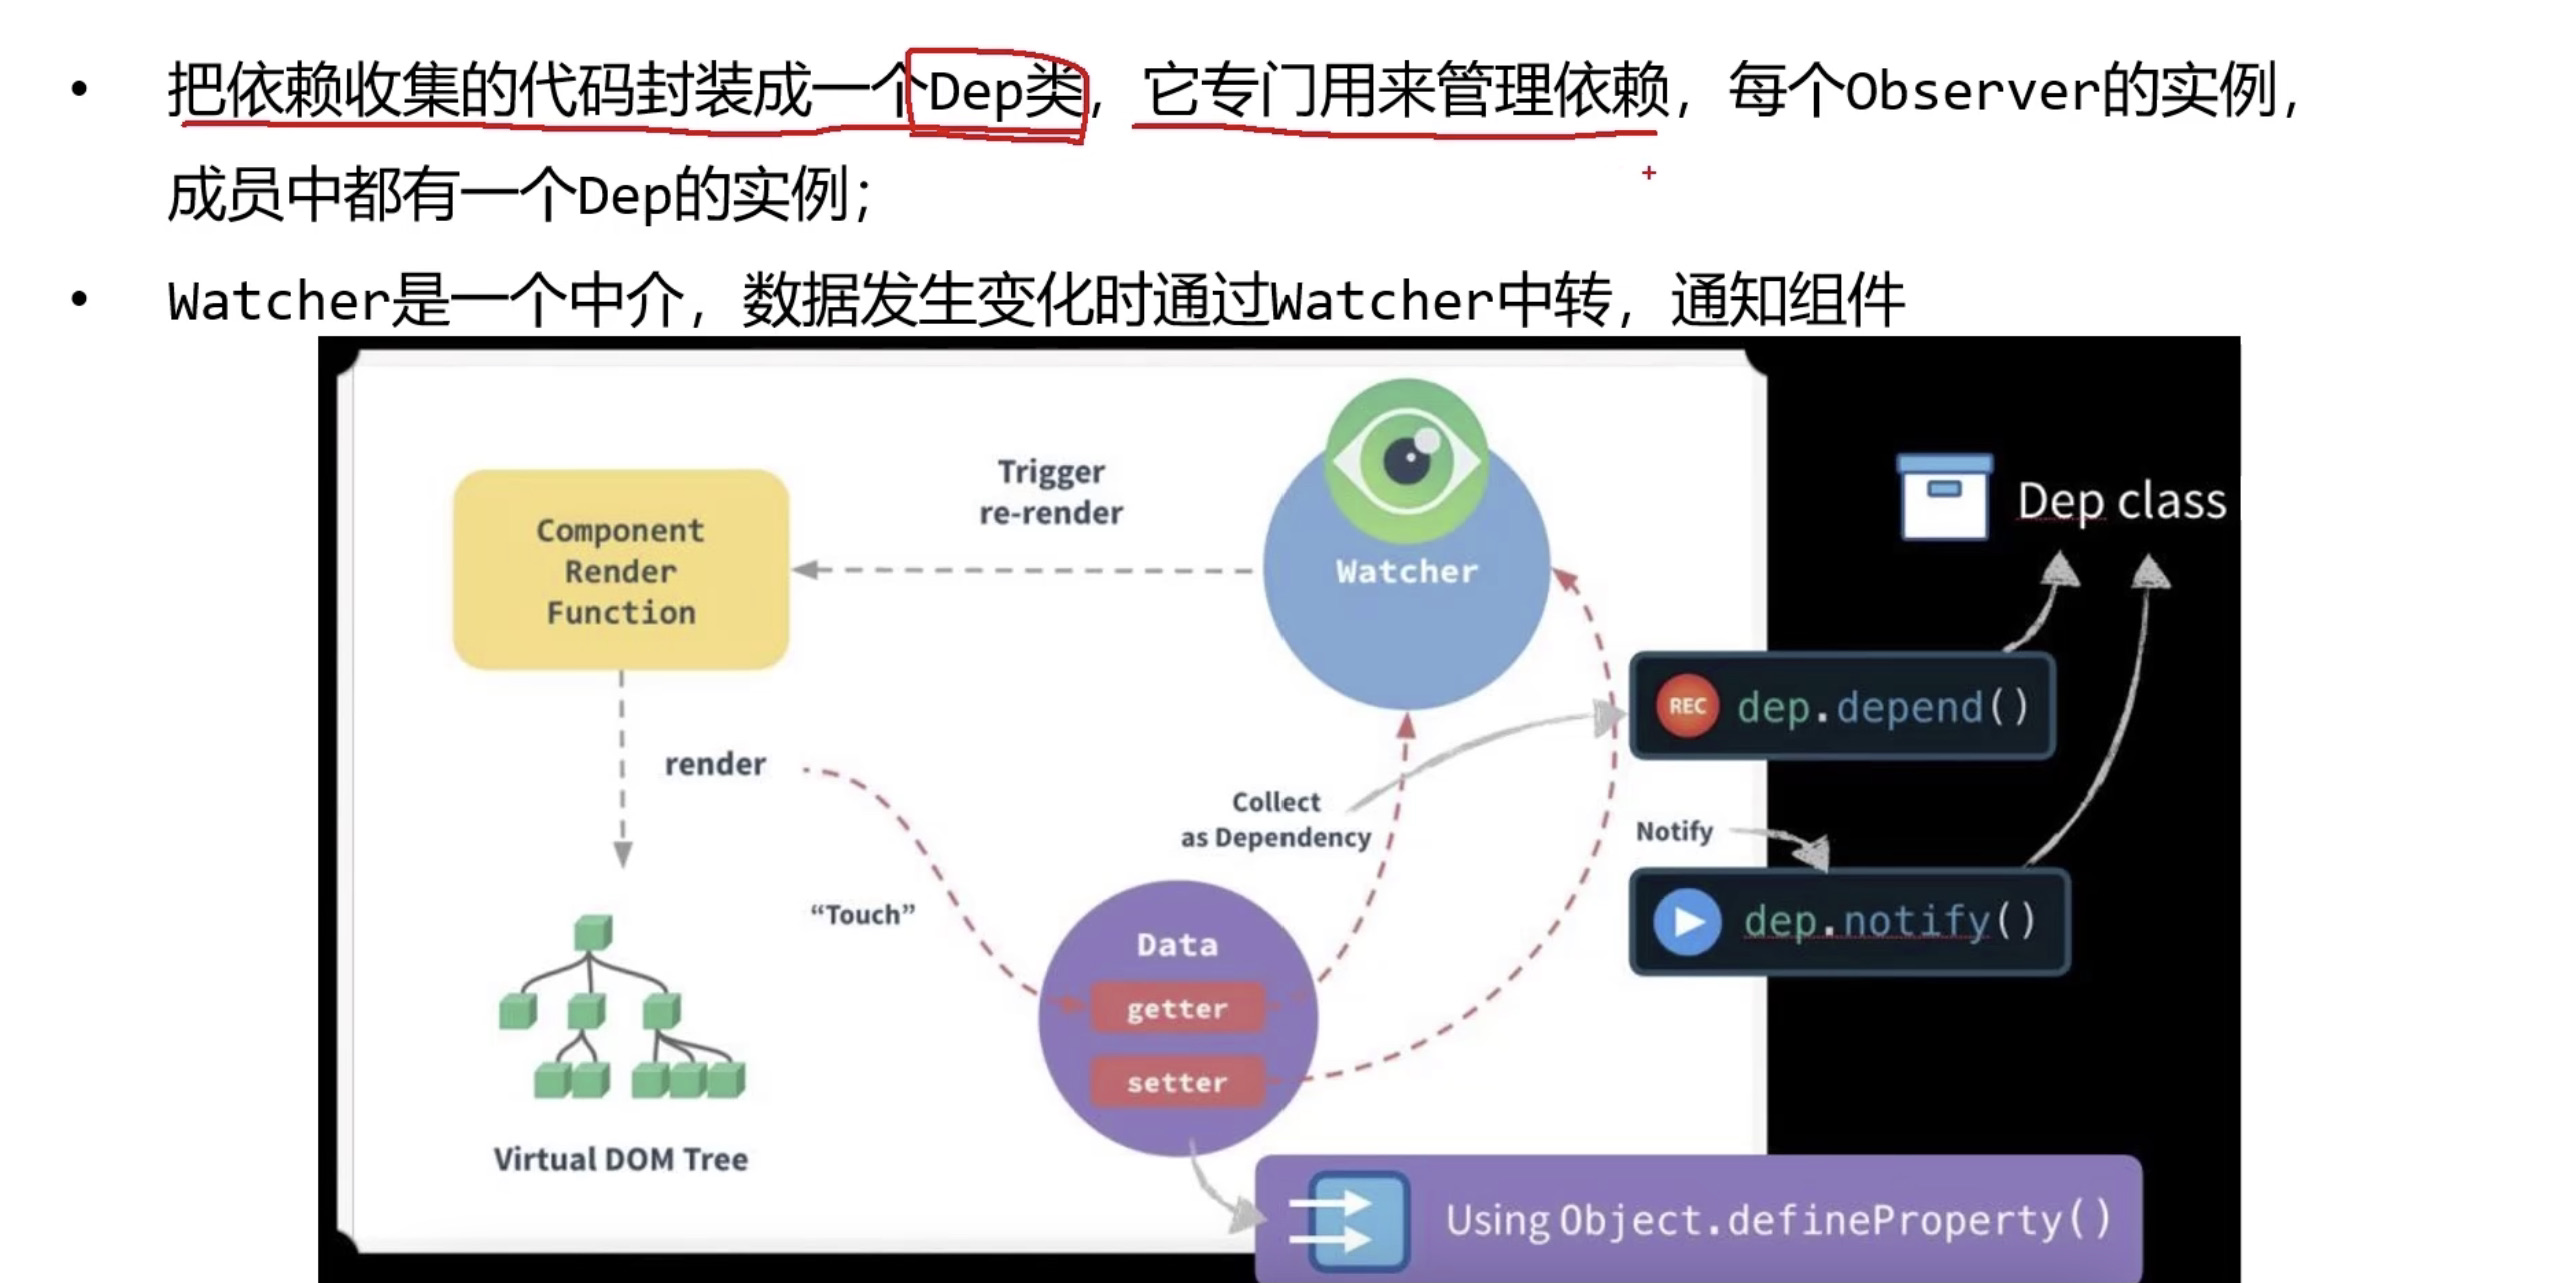 • 把依赖收集的代码封装成一个Dep类，它专门用来管理依赖，每个Observer的实例，
成员中都有一个Dep的实例；
• Watcher是一个中介，数据发生变化时通过Watcher中转，通知组件
Trigger
re-render
Component
Render
Function
Watcher
Dep class
REC dep.depend()
render
Collect
as Dependency
Notify
“Touch”
dep.notify()
Data
getter
setter
Virtual DOM Tree
Using Object.defineProperty()